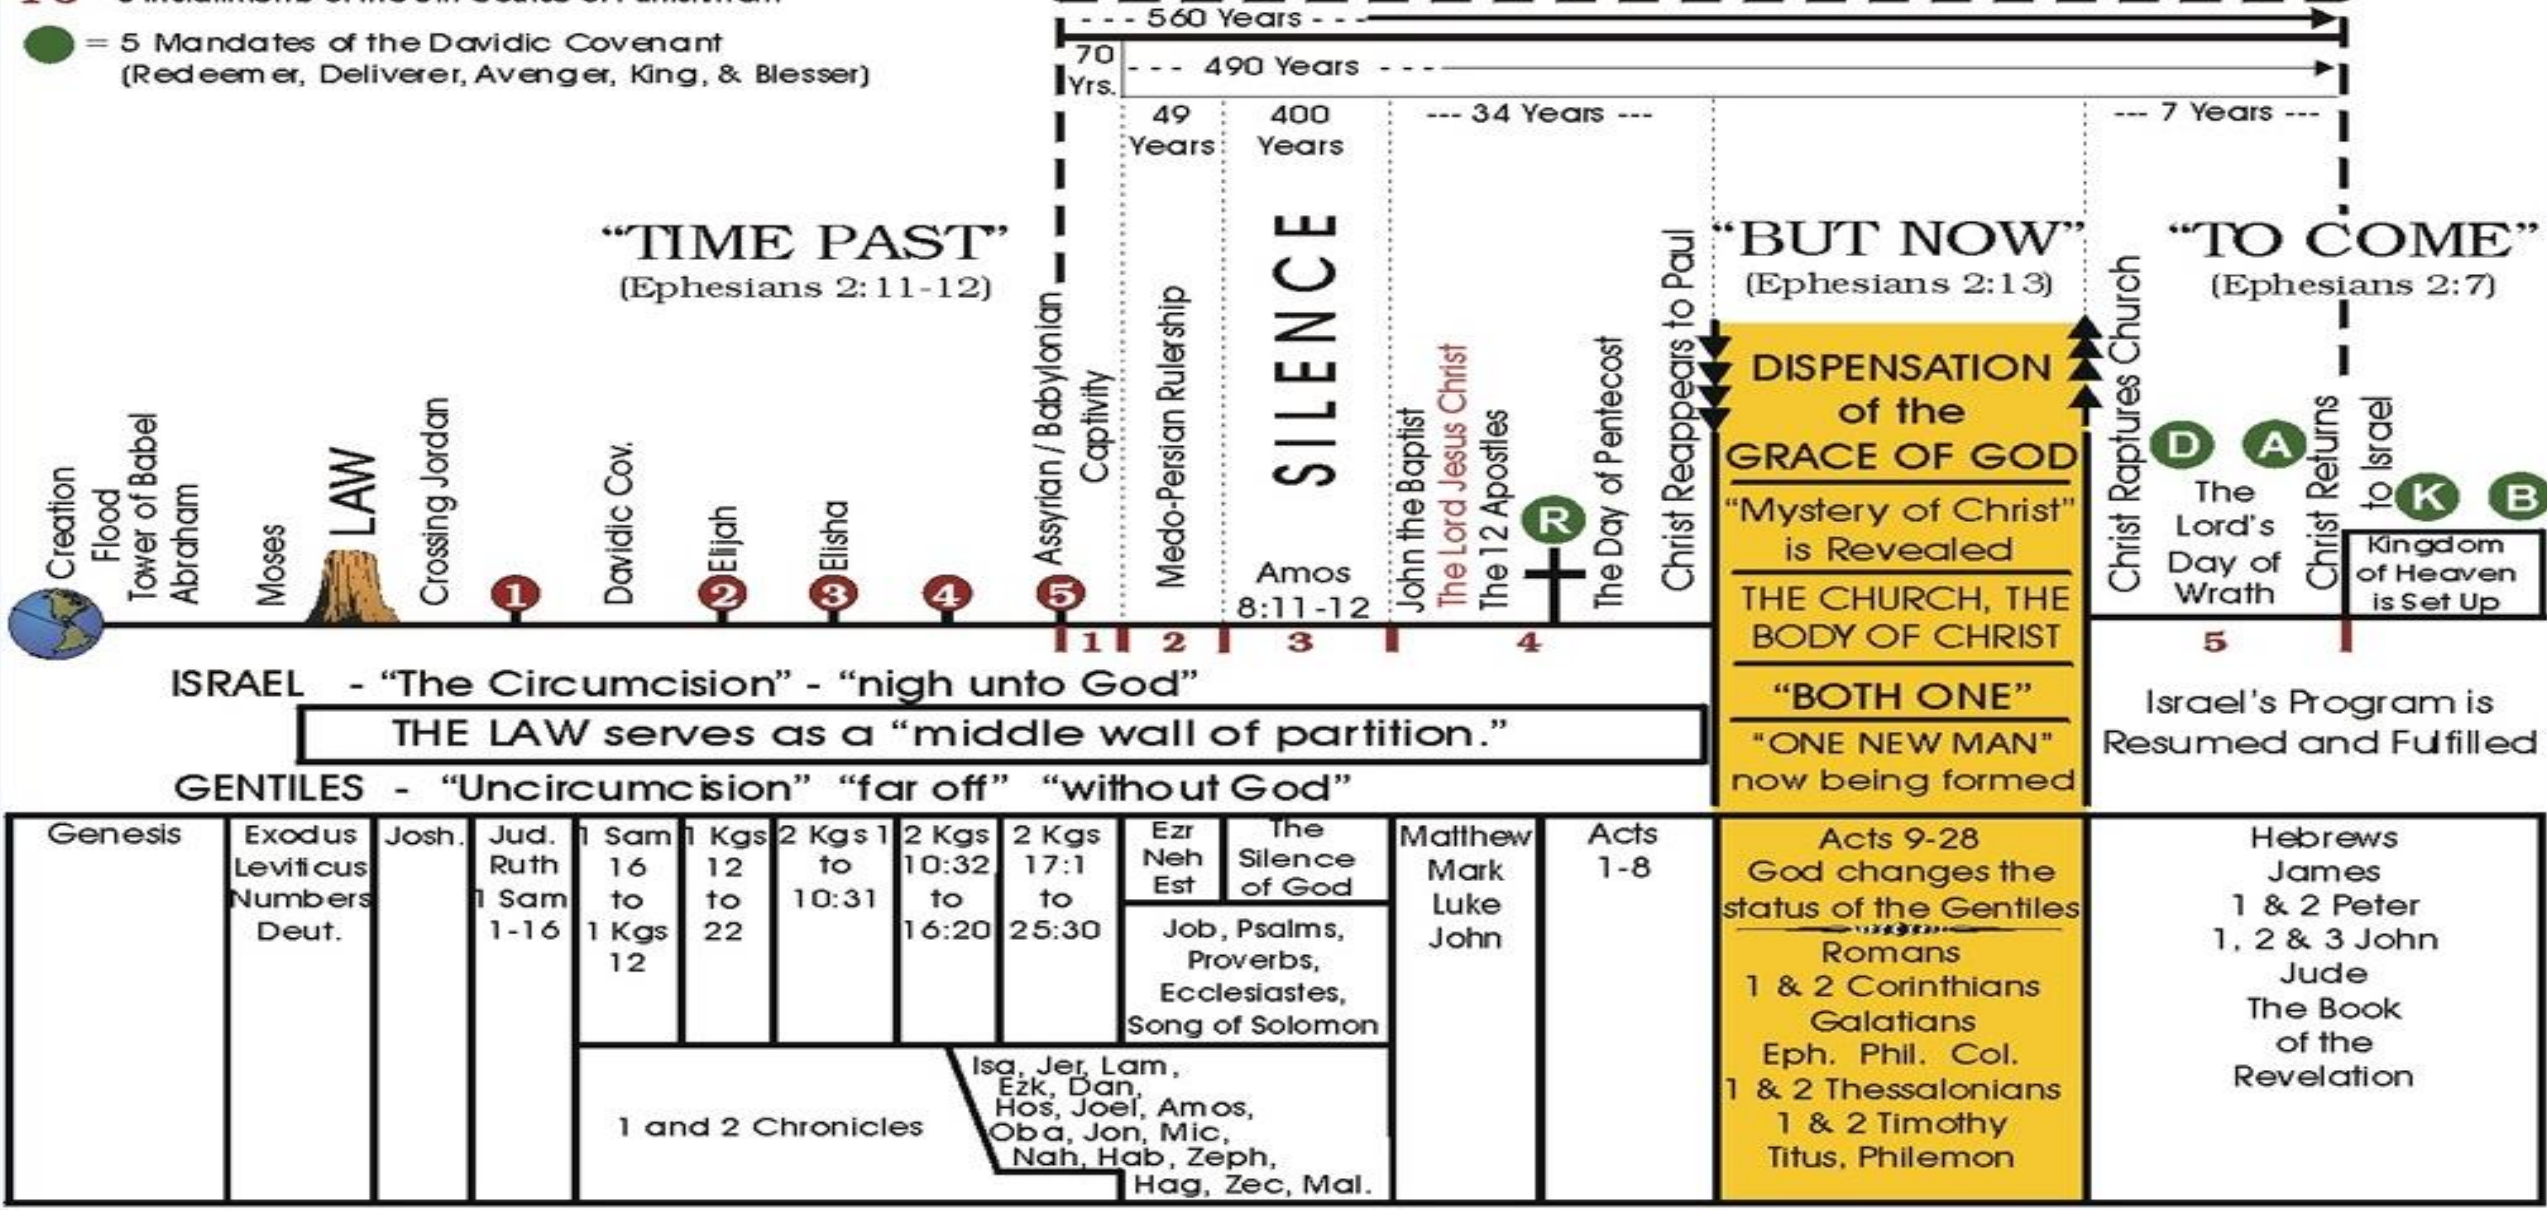 = 5 Mandates of the Davidic Covenant
(Redeemer, Deliverer, Avenger, King, & Blesser)
- - - 560 Years - - -
70
Yrs.
- - - 490 Years - - -
49
Years
400
Years
--- 34 Years ---
--- 7 Years ---
“TIME PAST”
(Ephesians 2:11-12)
“BUT NOW”
(Ephesians 2:13)
“TO COME”
(Ephesians 2:7)
Creation
Flood
Tower of Babel
Abraham
Moses
LAW
Crossing Jordan
1
Davidic Cov.
2
Elijah
3
Elisha
4
5
Assyrian / Babylonian
Captivity
Medo-Persian Rulership
SILENCE
Amos
8:11-12
John the Baptist
The Lord Jesus Christ
The 12 Apostles
R
The Day of Pentecost
Christ Reappears to Paul
DISPENSATION
of the
GRACE OF GOD
“Mystery of Christ”
is Revealed
THE CHURCH, THE
BODY OF CHRIST
“BOTH ONE”
“ONE NEW MAN”
now being formed
Christ Raptures Church
D
A
The
Lord’s
Day of
Wrath
Christ Returns
to Israel
K
B
Kingdom
of Heaven
is Set Up
1
2
3
4
5
ISRAEL - “The Circumcision” - “nigh unto God”
THE LAW serves as a “middle wall of partition.”
GENTILES - “Uncircumcision” “far off” “without God”
Israel’s Program is
Resumed and Fulfilled
Genesis
Exodus
Leviticus
Numbers
Deut.
Josh.
Jud.
Ruth
1 Sam
1-16
1 Sam
16
to
1 Kgs
12
1 Kgs
12
to
22
2 Kgs 1
to
10:31
2 Kgs
10:32
to
16:20
2 Kgs
17:1
to
25:30
Ezr
Neh
Est
The
Silence
of God
Job, Psalms,
Proverbs,
Ecclesiastes,
Song of Solomon
1 and 2 Chronicles
Isa, Jer, Lam,
Ezk, Dan,
Hos, Joel, Amos,
Oba, Jon, Mic,
Nah, Hab, Zeph,
Hag, Zec, Mal.
Matthew
Mark
Luke
John
Acts
1-8
Acts 9-28
God changes the
status of the Gentiles
Romans
1 & 2 Corinthians
Galatians
Eph. Phil. Col.
1 & 2 Thessalonians
1 & 2 Timothy
Titus, Philemon
Hebrews
James
1 & 2 Peter
1, 2 & 3 John
Jude
The Book
of the
Revelation